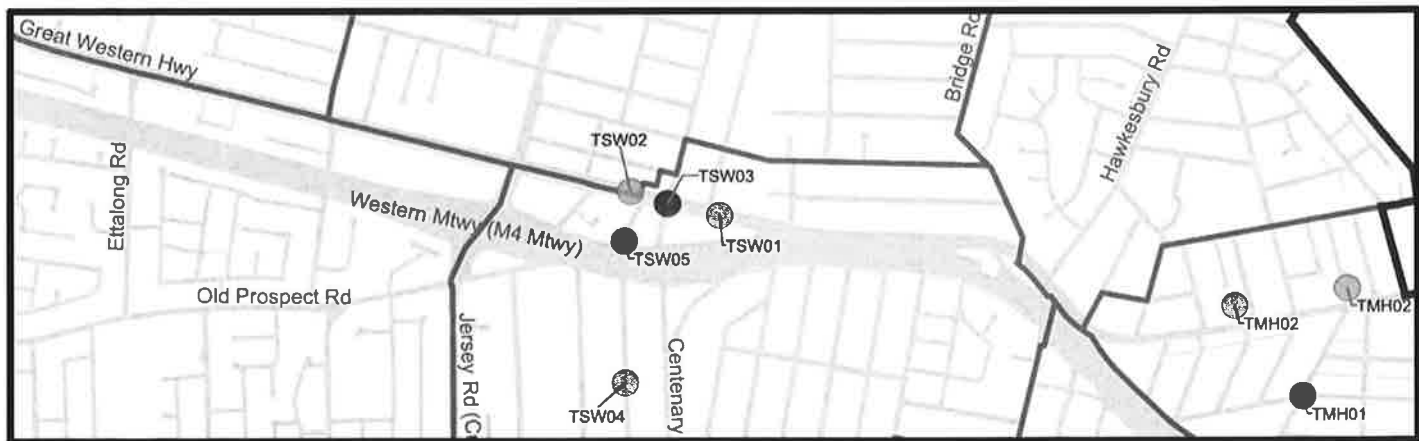 Great Western Hwy
Bridge Rd
Hawkesbury Rd
TSW02
TSW03
Ettalong Rd
Western Mtwy (M4 Mtwy)
TSW01
TSW05
Old Prospect Rd
TMH02
TMH02
Jersey Rd (C
Centenary
TSW04
TMH01